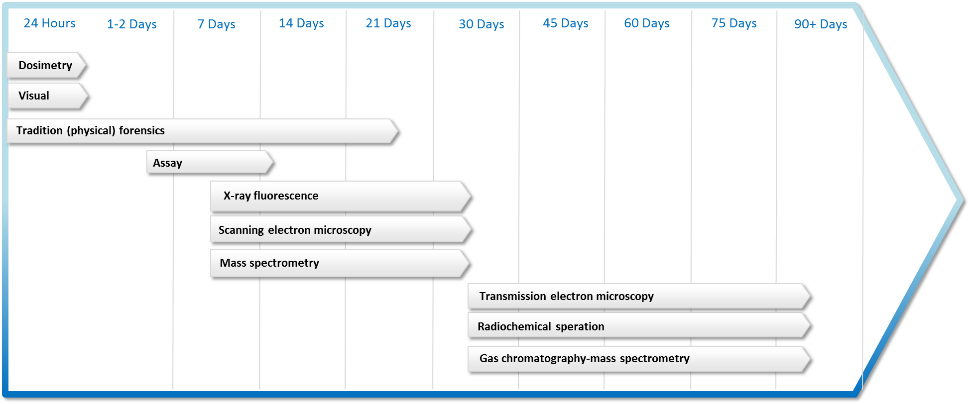 24 Hours 1-2 Days 7 Days 14 Days 21 Days 30 Days 45 Days 60 Days 75 Days 90+ Days
Dosimetry
Visual
Tradition (physical) forensics
Assay
X-ray fluorescence
Scanning electron microscopy
Mass spectrometry
Transmission electron microscopy
Radiochemical speration
Gas chromatography-mass spectrometry